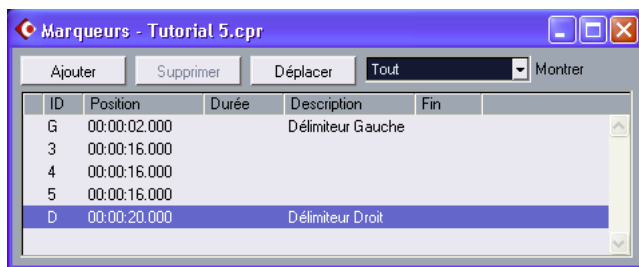 Marqueurs - Tutorial 5.cpr
Ajouter Supprimer Déplacer Tout Montrer
ID Position Durée Description Fin
G 00:00:02.000 Délimiteur Gauche
3 00:00:16.000
4 00:00:16.000
5 00:00:16.000
D 00:00:20.000 Délimiteur Droit